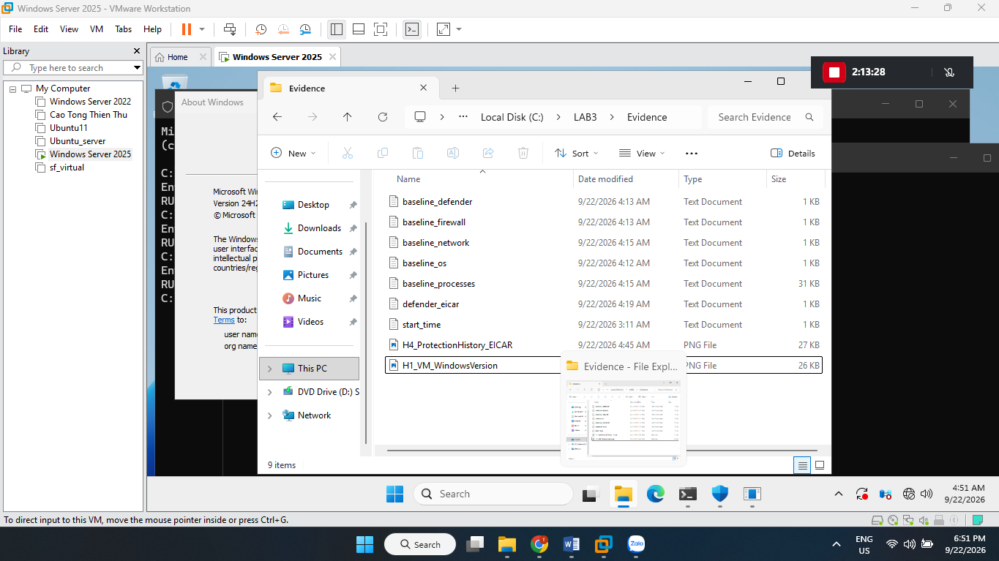 Windows Server 2025 - VMware Workstation
File Edit View VM Tabs Help
Library
Type here to search
My Computer
Windows Server 2022
Cao Tong Thien Thu
Ubuntu11
Ubuntu_server
Windows Server 2025
sf_virtual
Home
Windows Server 2025
2:13:28
Mi
(c
C:
En
RU
C:
En
RU
C:
En
RU
C:
About Windows
Microsoft Wi
Version 24H2
© Microsoft
The Windows
user interfac
intellectual p
countries/reg
This product
Terms to:
user name
org name
Evidence
Local Disk (C:) LAB3 Evidence
Search Evidence
New
Sort
View
Details
Desktop
Downloads
Documents
Pictures
Music
Videos
This PC
DVD Drive (D:) S
Network
Name Date modified Type Size
baseline_defender 9/22/2026 4:13 AM Text Document 1 KB
baseline_firewall 9/22/2026 4:13 AM Text Document 1 KB
baseline_network 9/22/2026 4:15 AM Text Document 1 KB
baseline_os 9/22/2026 4:12 AM Text Document 1 KB
baseline_processes 9/22/2026 4:15 AM Text Document 31 KB
defender_eicar 9/22/2026 4:19 AM Text Document 1 KB
start_time 9/22/2026 3:11 AM Text Document 1 KB
H4_ProtectionHistory_EICAR 9/22/2026 4:45 AM PNG File 27 KB
H1_VM_WindowsVersion PNG File 26 KB
Evidence - File Expl...
9 items
Search
4:51 AM
9/22/2026
To direct input to this VM, move the mouse pointer inside or press Ctrl+G.
Search
Zalo
ENG
US
6:51 PM
9/22/2026